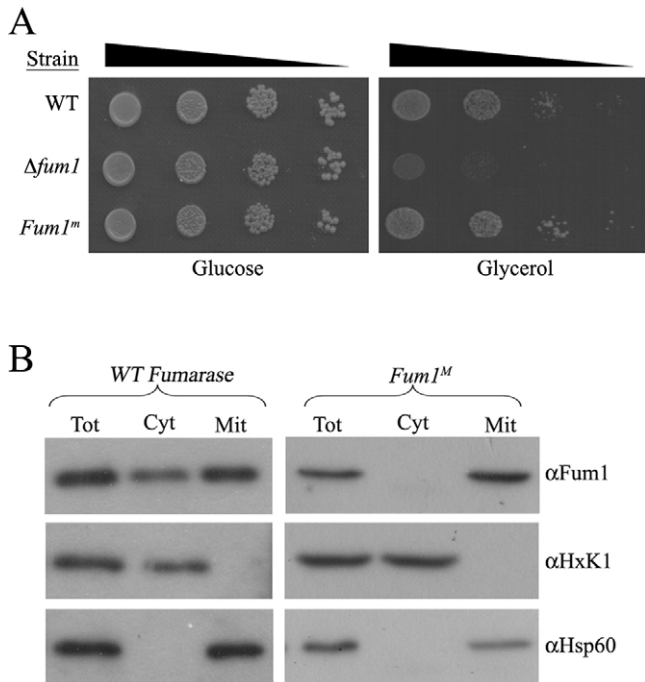 A
Strain
WT
Δfum1
Fum1ᵐ
Glucose
Glycerol
B
WT Fumarase
Fum1ᴹ
Tot Cyt Mit
Tot Cyt Mit
αFum1
αHxK1
αHsp60